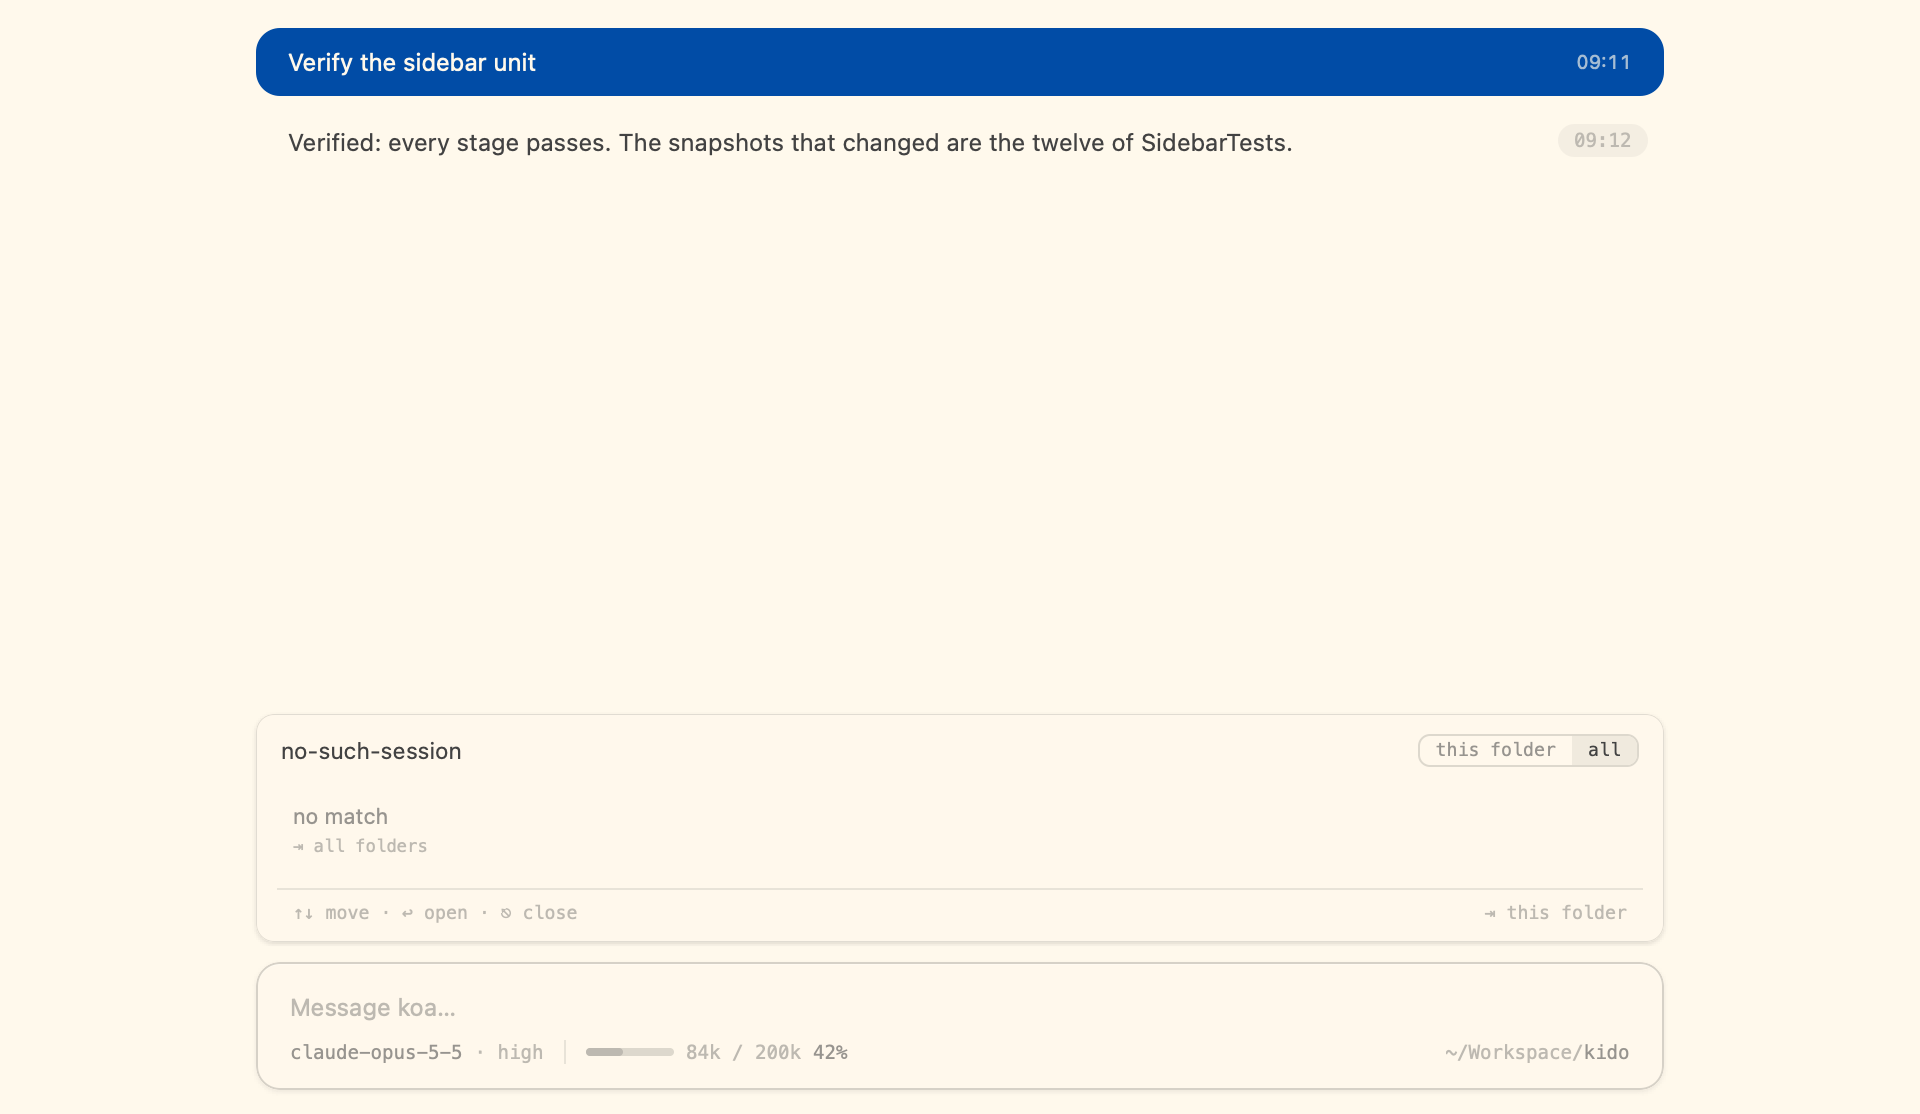 Verify the sidebar unit 09:11
Verified: every stage passes. The snapshots that changed are the twelve of SidebarTests. 09:12
no-such-session this folder all
no match
⇥ all folders
↑↓ move · ↩ open · ⎋ close ⇥ this folder
Message koa...
claude-opus-5-5 · high 84k / 200k 42% ~/Workspace/kido